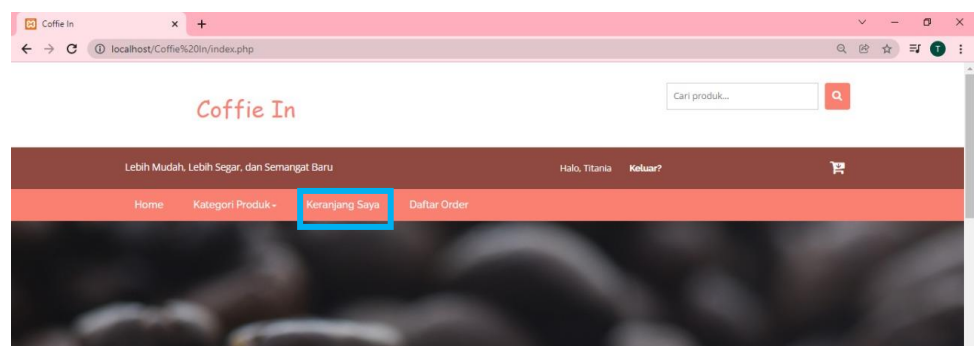 Coffie In
localhost/Coffie%20In/index.php
T
Coffie In
Cari produk...
Lebih Mudah, Lebih Segar, dan Semangat Baru
Halo, Titania Keluar?
Home Kategori Produk Keranjang Saya Daftar Order